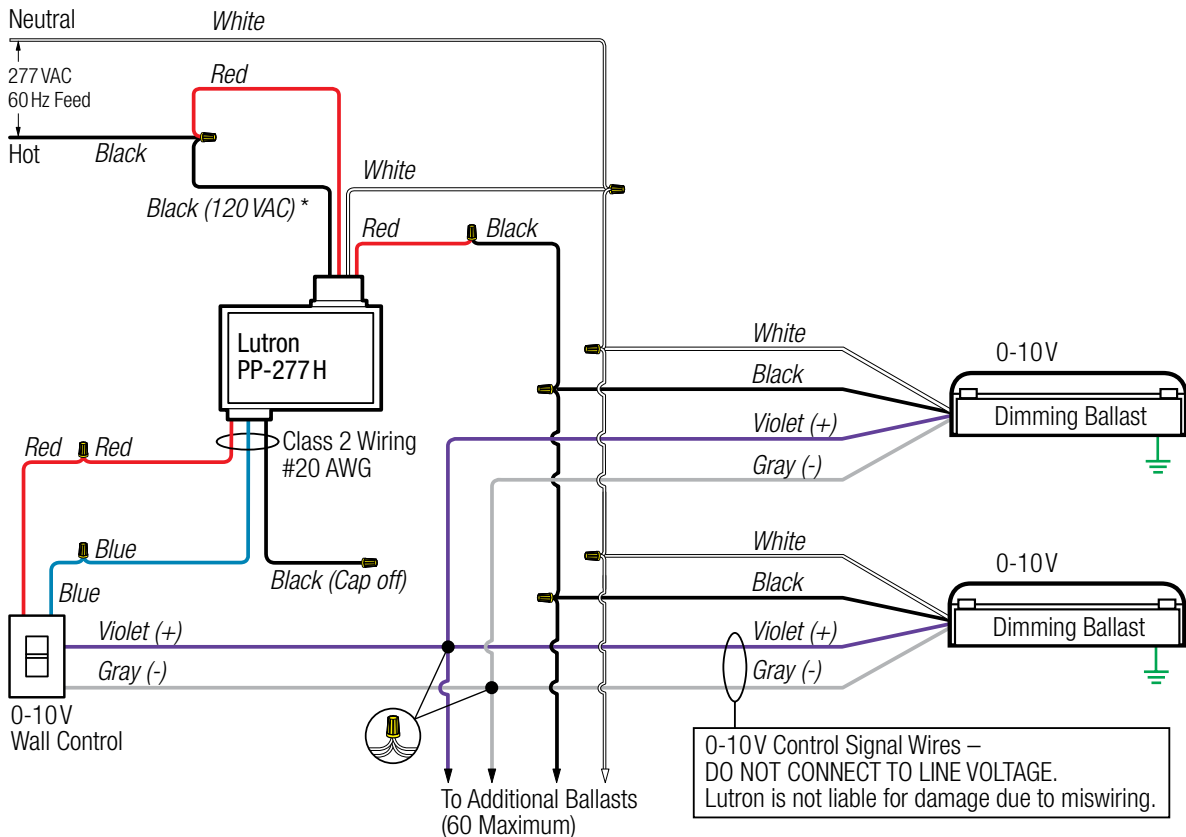 Neutral
White
277 VAC
60 Hz Feed
Red
Hot
Black
White
Black (120 VAC) *
Red
Black
Lutron
PP-277 H
White
0-10 V
Black
Dimming Ballast
Violet (+)
Gray (-)
Class 2 Wiring
#20 AWG
Red
Red
Blue
Black (Cap off)
Blue
White
0-10 V
Black
Dimming Ballast
Violet (+)
Gray (-)
Violet (+)
Gray (-)
0-10 V
Wall Control
0-10 V Control Signal Wires –
DO NOT CONNECT TO LINE VOLTAGE.
Lutron is not liable for damage due to miswiring.
To Additional Ballasts
(60 Maximum)